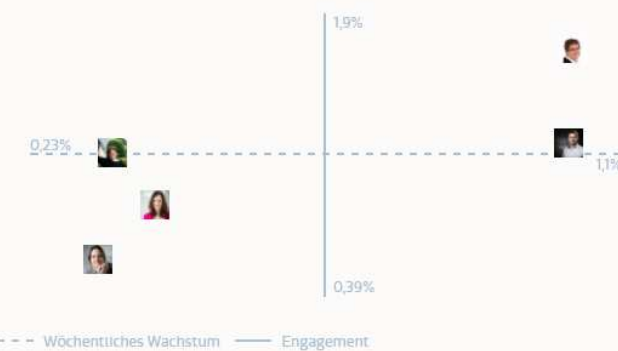 1,9%
0,23%
1,1%
0,39%
Wöchentliches Wachstum
Engagement